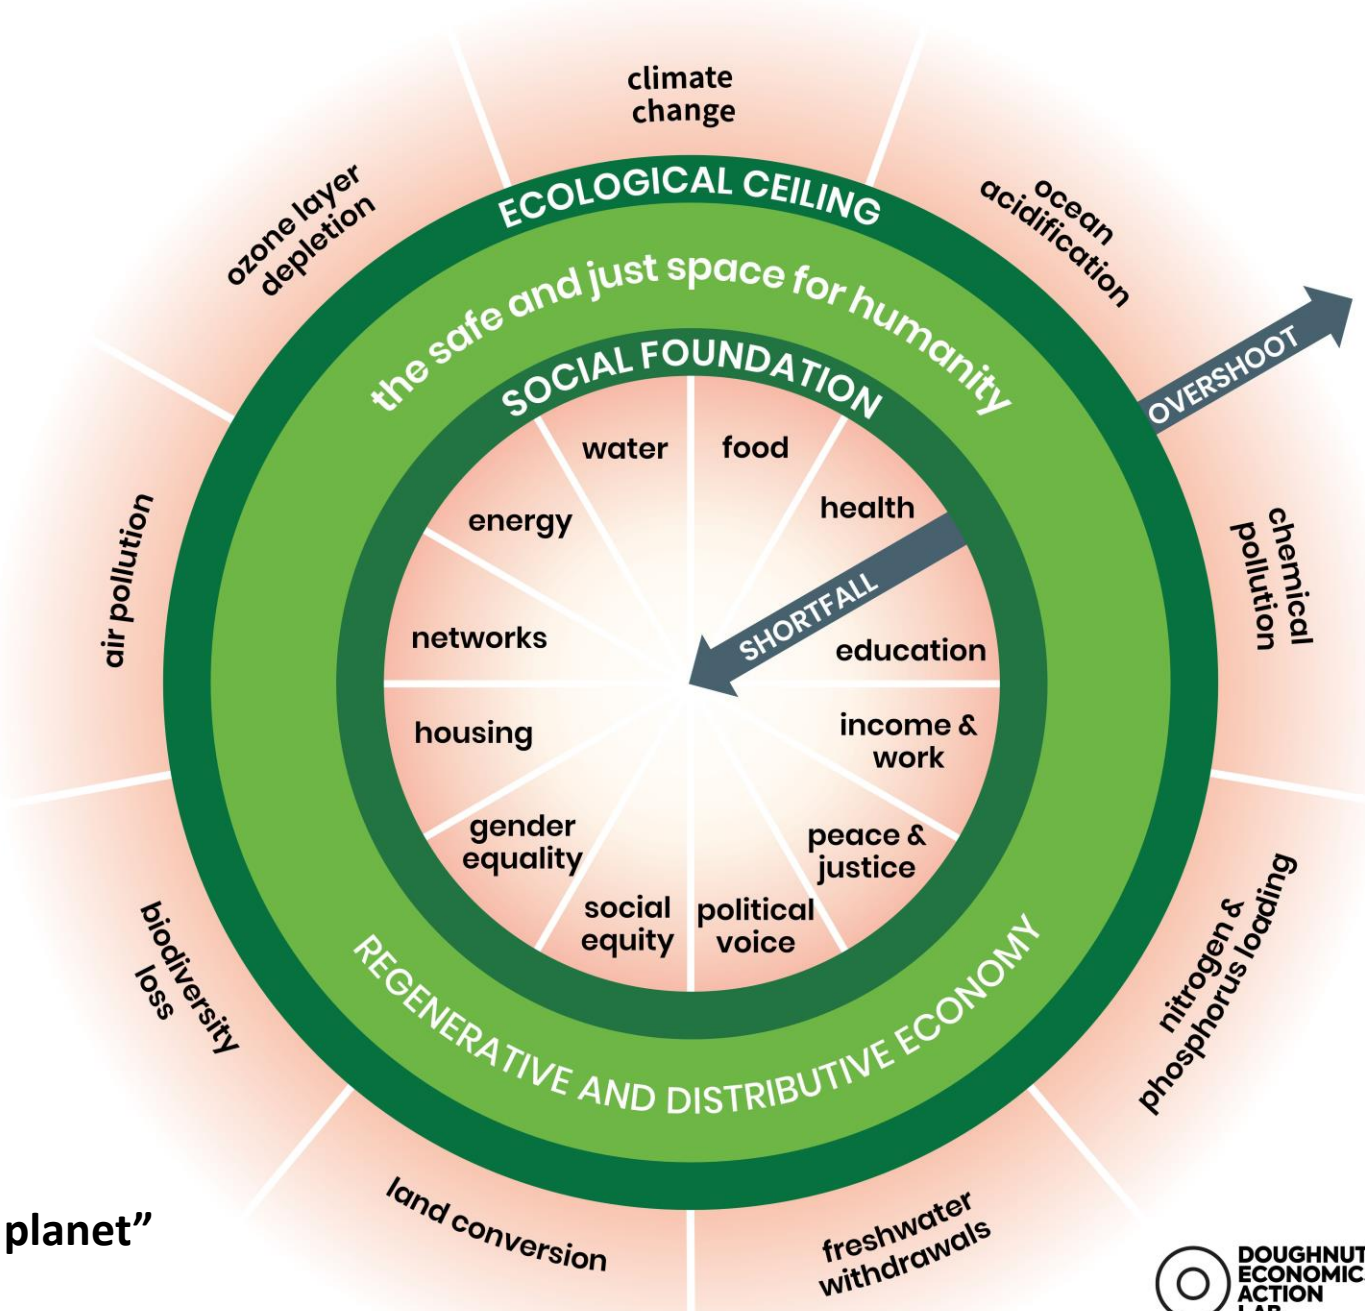 climate
change
ozone layer
depletion
ocean
acidification
ECOLOGICAL CEILING
the safe and just space for humanity
SOCIAL FOUNDATION
OVERSHOOT
water
food
energy
health
air pollution
chemical
pollution
SHORTFALL
networks
education
housing
income &
work
gender
equality
peace &
justice
social
equity
political
voice
biodiversity
loss
nitrogen &
phosphorus loading
REGENERATIVE AND DISTRIBUTIVE ECONOMY
land conversion
freshwater
withdrawals
planet”
DOUGHNUT
ECONOMIC
ACTION
LAB